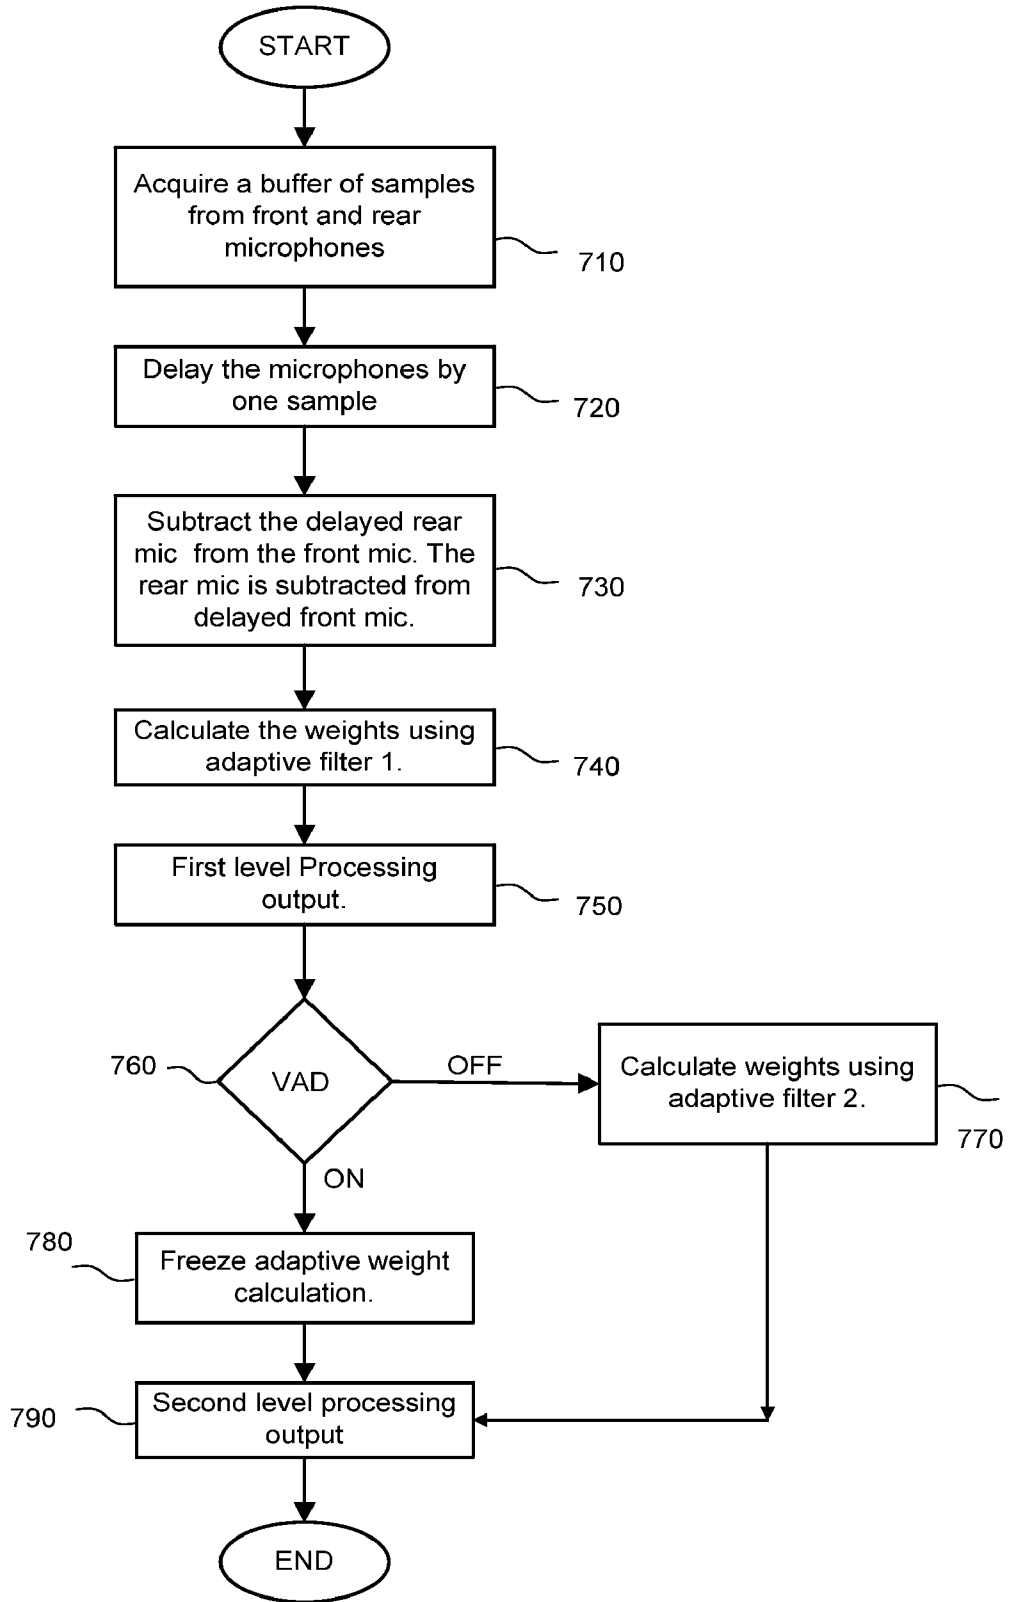 START
Acquire a buffer of samples
from front and rear
microphones
710
Delay the microphones by
one sample
720
Subtract the delayed rear
mic from the front mic. The
rear mic is subtracted from
delayed front mic.
730
Calculate the weights using
adaptive filter 1.
740
First level Processing
output.
750
760
VAD
OFF
Calculate weights using
adaptive filter 2.
770
ON
780
Freeze adaptive weight
calculation.
790
Second level processing
output
END